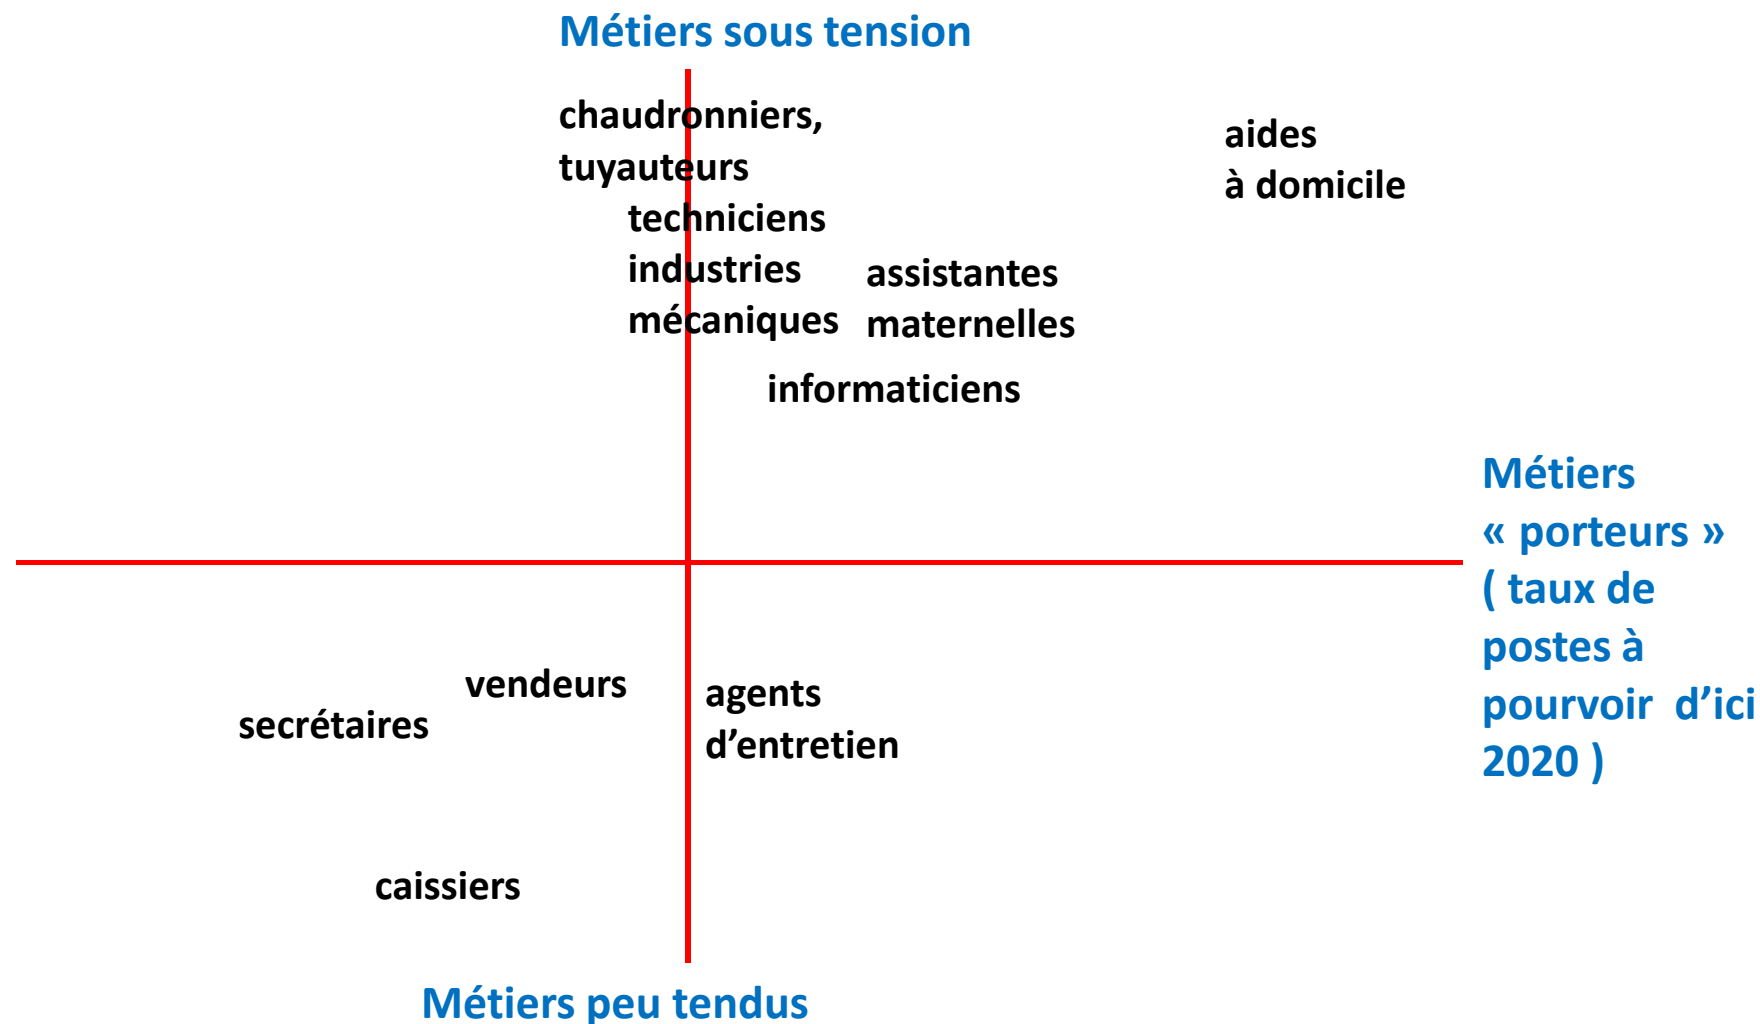 Métiers sous tension
chaudronniers,
tuyauteurs
aides
à domicile
techniciens
industries
mécaniques
assistantes
maternelles
informaticiens
Métiers
« porteurs »
( taux de
postes à
pourvoir d’ici
2020 )
vendeurs
secrétaires
agents
d’entretien
caissiers
Métiers peu tendus